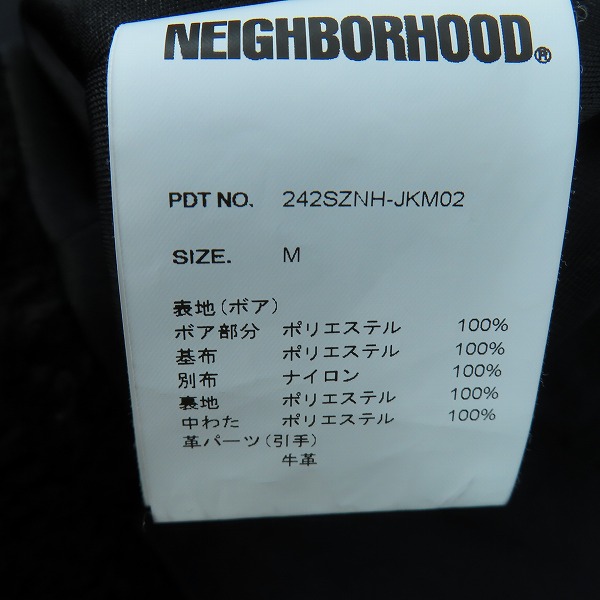 NEIGHBORHOOD®
PDT NO. 242SZNH-JKM02
SIZE. M
表地(ボア)
ボア部分 ポリエステル 100%
基布 ポリエステル 100%
別布 ナイロン 100%
裏地 ポリエステル 100%
中わた ポリエステル 100%
革パーツ(引手)
牛革